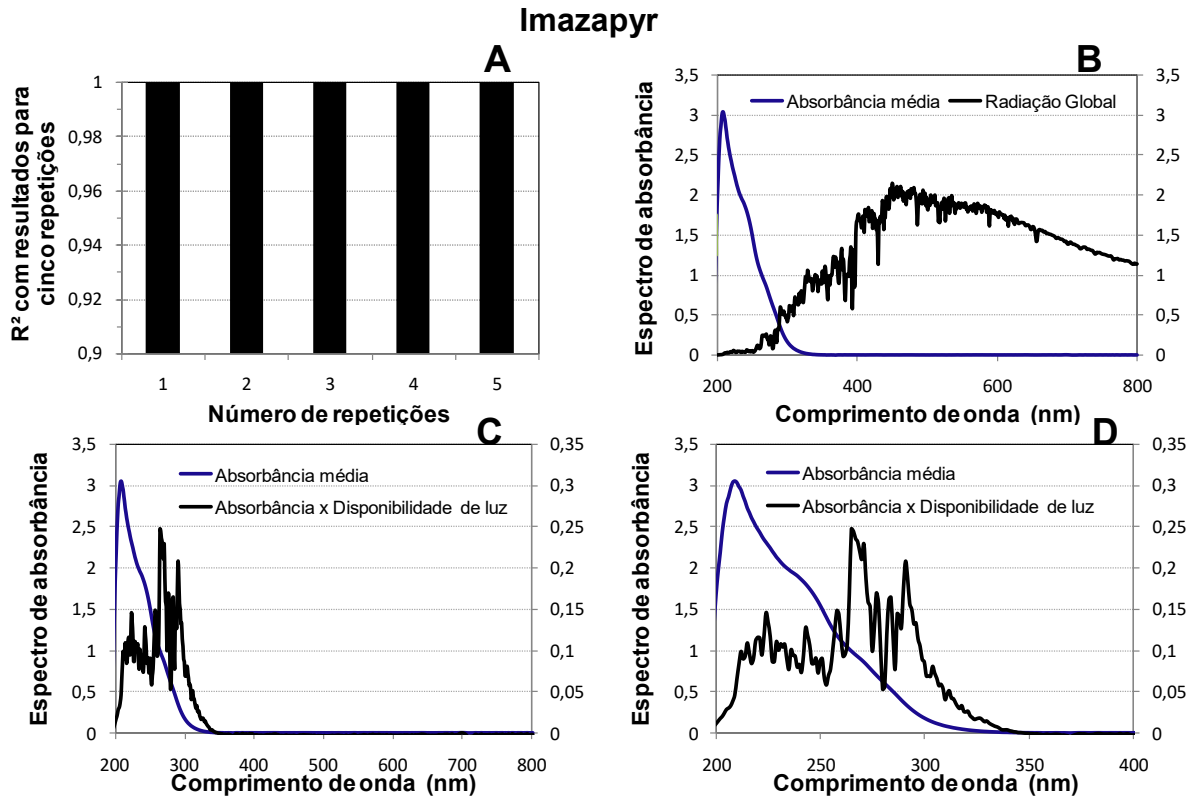 Imazapyr
A
R² com resultados para
cinco repetições
1
0,98
0,96
0,94
0,92
0,9
1 2 3 4 5
Número de repetições
B
Espectro de absorbância
Absorbância média
Radiação Global
3,5
3
2,5
2
1,5
1
0,5
0
3,5
3
2,5
2
1,5
1
0,5
0
200 400 600 800
Comprimento de onda (nm)
C
Espectro de absorbância
Absorbância média
Absorbância x Disponibilidade de luz
3,5
3
2,5
2
1,5
1
0,5
0
0,35
0,3
0,25
0,2
0,15
0,1
0,05
0
200 300 400 500 600 700 800
Comprimento de onda (nm)
D
Espectro de absorbância
Absorbância média
Absorbância x Disponibilidade de luz
3,5
3
2,5
2
1,5
1
0,5
0
0,35
0,3
0,25
0,2
0,15
0,1
0,05
0
200 250 300 350 400
Comprimento de onda (nm)